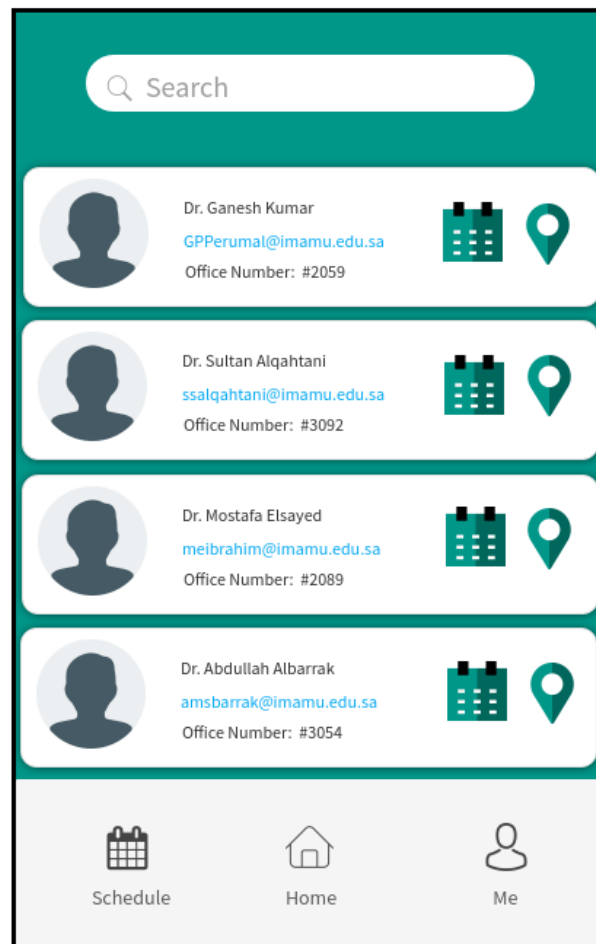 Search
Dr. Ganesh Kumar
GPPerumal@imamu.edu.sa
Office Number: #2059
Dr. Sultan Alqahtani
ssalqahtani@imamu.edu.sa
Office Number: #3092
Dr. Mostafa Elsayed
meibrahim@imamu.edu.sa
Office Number: #2089
Dr. Abdullah Albarrak
amsbarrak@imamu.edu.sa
Office Number: #3054
Schedule
Home
Me